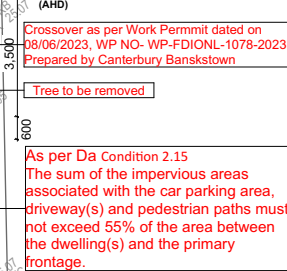 (AHD)
25.07
Crossover as per Work Permmit dated on
08/06/2023, WP NO- WP-FDIONL-1078-2023
Prepared by Canterbury Banskstown
3,500
Tree to be removed
600
As per Da Condition 2.15
The sum of the impervious areas
associated with the car parking area,
driveway(s) and pedestrian paths must
not exceed 55% of the area between
the dwelling(s) and the primary
frontage.